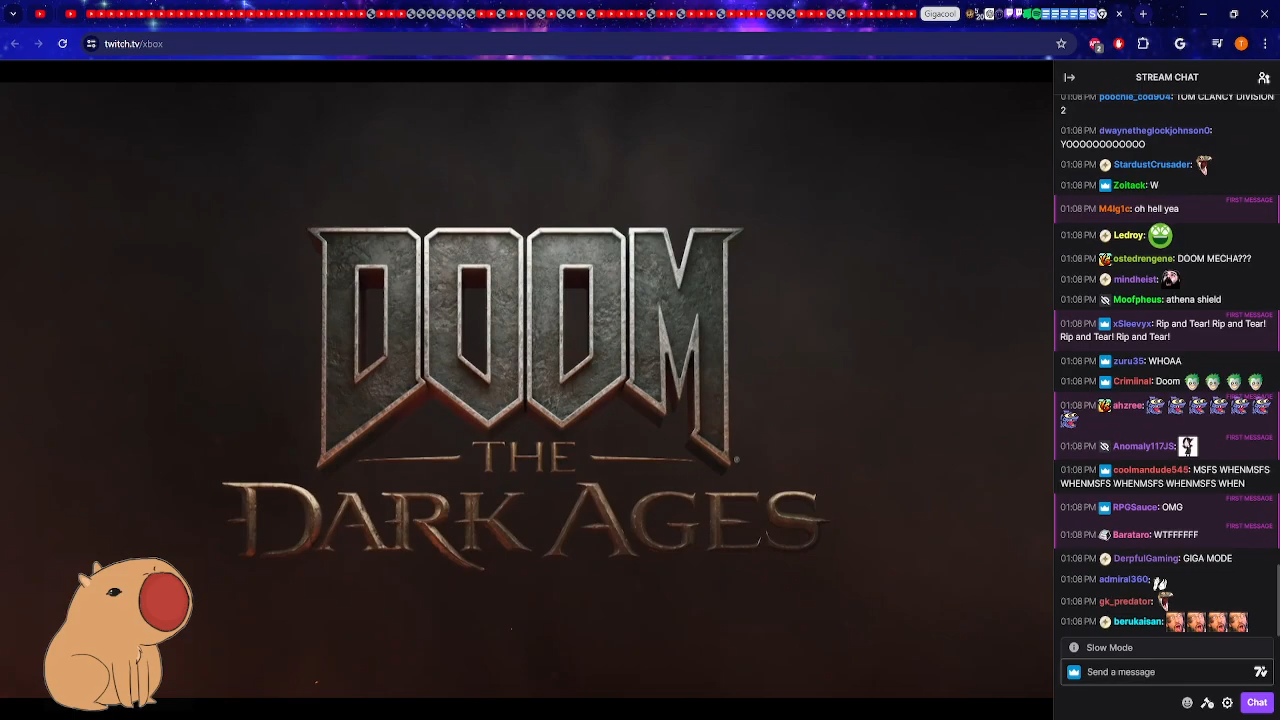 Gigacool
twitch.tv/xbox
DOOM
THE
DARK AGES
STREAM CHAT
01:08 PM poochie_cod904: TOM CLANCY DIVISION
2
dwaynetheglockjohnson0:
YOOOOOOOOOOO
01:08 PM StardustCrusader:
01:08 PM Zoltack: W
FIRST MESSAGE
01:08 PM M4ig1c: oh hell yea
01:08 PM Ledroy:
01:08 PM ostedrengene: DOOM MECHA???
01:08 PM mindheist:
01:08 PM Moofpheus: athena shield
FIRST MESSAGE
01:08 PM xSleevyx: Rip and Tear! Rip and Tear!
Rip and Tear! Rip and Tear!
01:08 PM zuru35: WHOAA
01:08 PM Crimlinal: Doom
FIRST MESSAGE
01:08 PM ahzree:
FIRST MESSAGE
01:08 PM Anomaly117JS:
01:08 PM coolmandude545: MSFS WHENMSFS
WHENMSFS WHENMSFS WHENMSFS WHEN
FIRST MESSAGE
01:08 PM RPGSauce: OMG
FIRST MESSAGE
01:08 PM Barataro: WTFFFFFF
01:08 PM DerpfulGaming: GIGA MODE
01:08 PM admiral360:
01:08 PM gk_predator:
01:08 PM berukaisan:
Slow Mode
Send a message
Chat